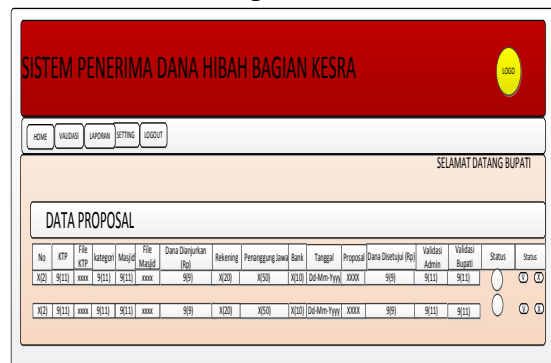 SISTEM PENERIMA DANA HIBAH BAGIAN KESRA
LOGO
HOME VALIDASI LAPORAN SETTING LOGOUT
SELAMAT DATANG BUPATI
DATA PROPOSAL
No KTP File KTP kategori Masjid File Masjid Dana Dianjurkan (Rp) Rekening Penanggung Jawa Bank Tanggal Proposal Dana Disetujui (Rp) Validasi Admin Validasi Bupati Status Status
X(2) 9(11) xxxx 9(11) 9(11) xxxx 9(9) X(20) X(50) X(10) Dd-Mm-Yyyy XXXX 9(9) 9(11) 9(11) V X
X(2) 9(11) xxxx 9(11) 9(11) xxxx 9(9) X(20) X(50) X(10) Dd-Mm-Yyyy XXXX 9(9) 9(11) 9(11) V X